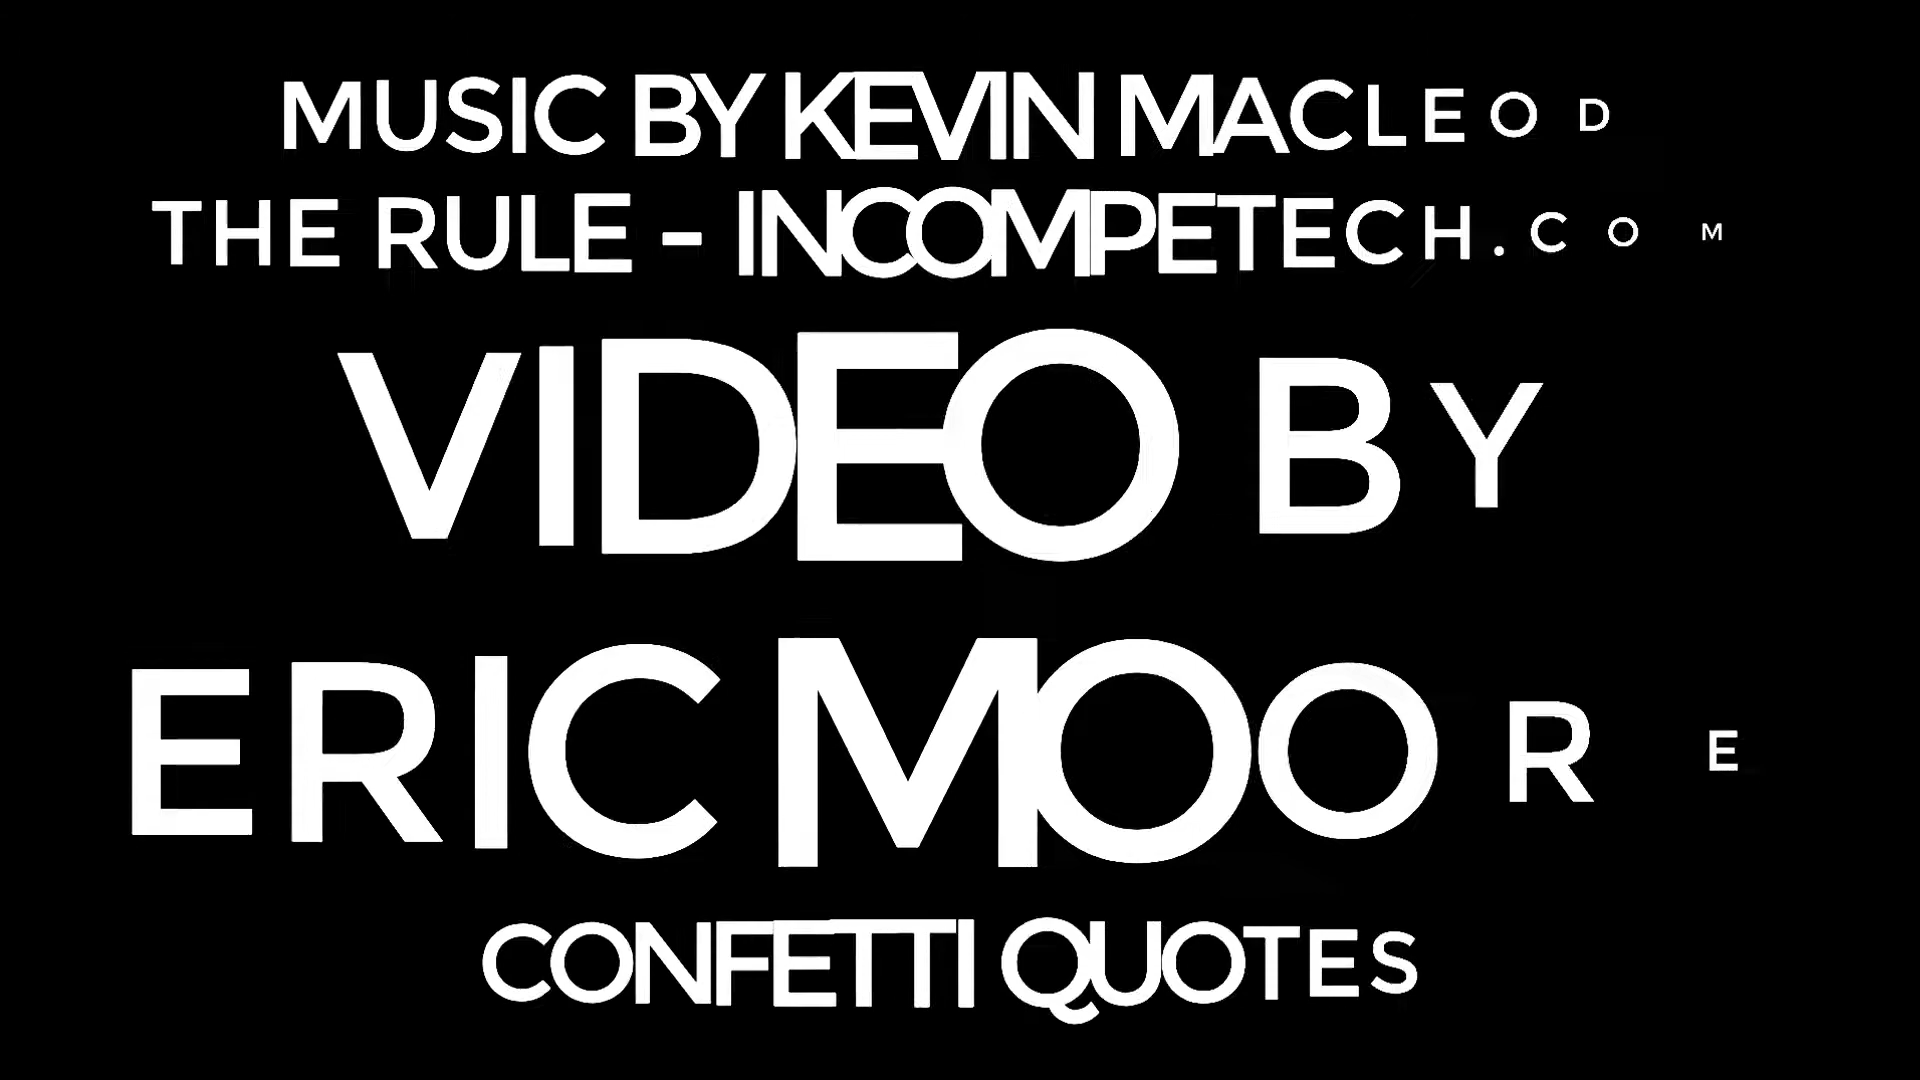 MUSIC BY KEVIN MACLEOD
THE RULE - INCOMPETECH.COM
VIDEO BY
ERIC MOORE
CONFETTI QUOTES